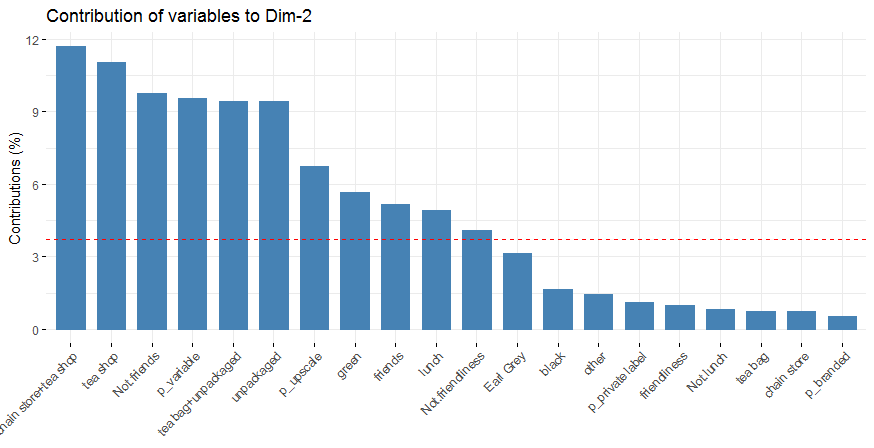 Contribution of variables to Dim-2
Contributions (%)
12
9
6
3
0
chain store+tea shop
tea shop
Not.friends
p_variable
tea bag+unpackaged
unpackaged
p_upscale
green
friends
lunch
Not.friendliness
Earl Grey
black
other
p_private label
friendliness
Not.lunch
tea bag
chain store
p_branded